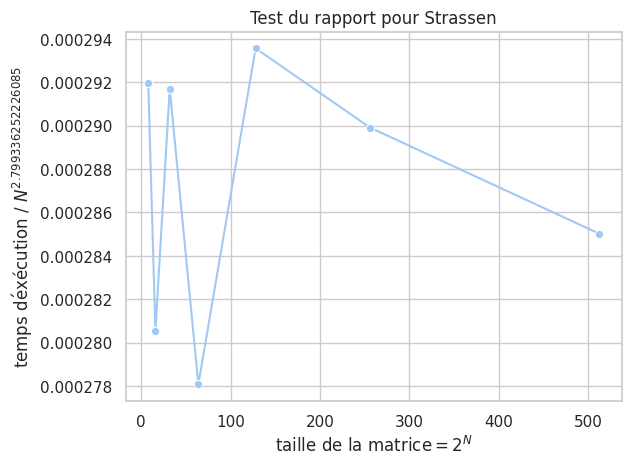 Test du rapport pour Strassen
temps déxécution / N^2.799336252226085
0.000294
0.000292
0.000290
0.000288
0.000286
0.000284
0.000282
0.000280
0.000278
0 100 200 300 400 500
taille de la matrice = 2^N